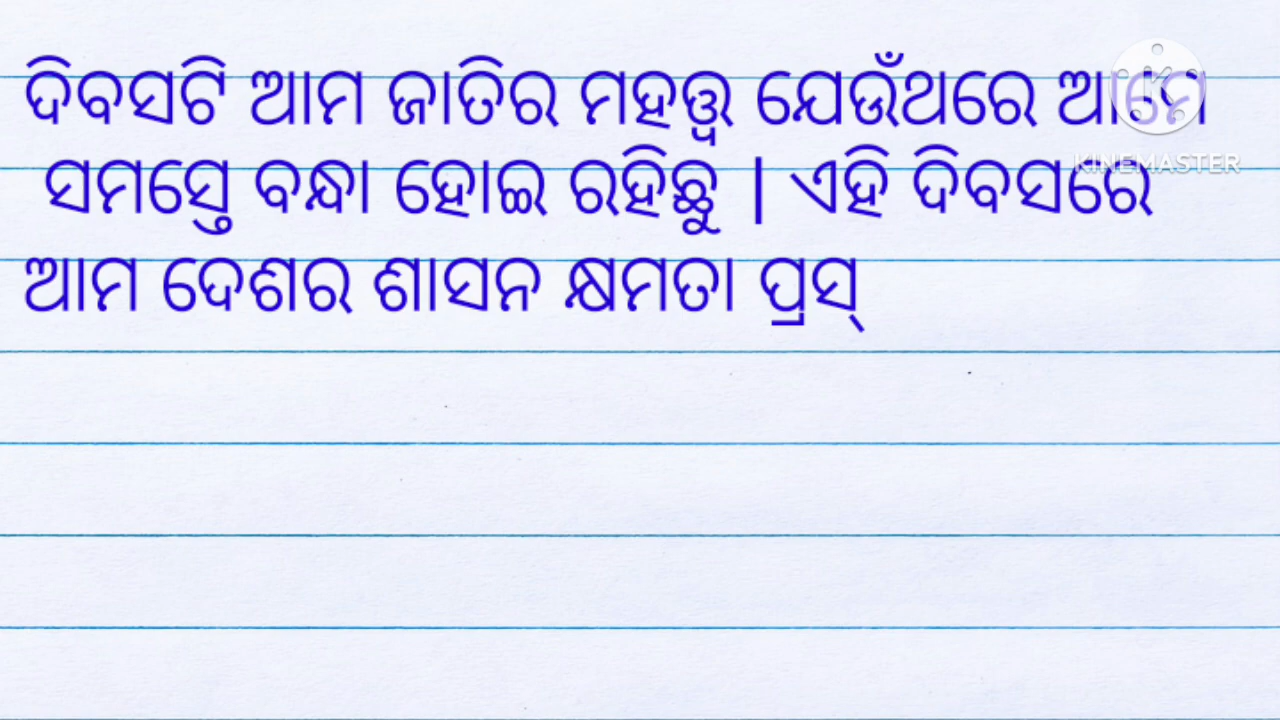 ଦିବସଟି ଆମ ଜାତିର ମହତ୍ତ୍ୱ ଯେଉଁଥରେ ଆମେ
ସମସ୍ତେ ବନ୍ଧା ହୋଇ ରହିଛୁ | ଏହି ଦିବସରେ
ଆମ ଦେଶର ଶାସନ କ୍ଷମତା ପ୍ରସ୍
KINEMASTER